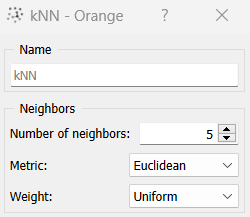 kNN - Orange ?
Name
kNN
Neighbors
Number of neighbors: 5
Metric: Euclidean
Weight: Uniform